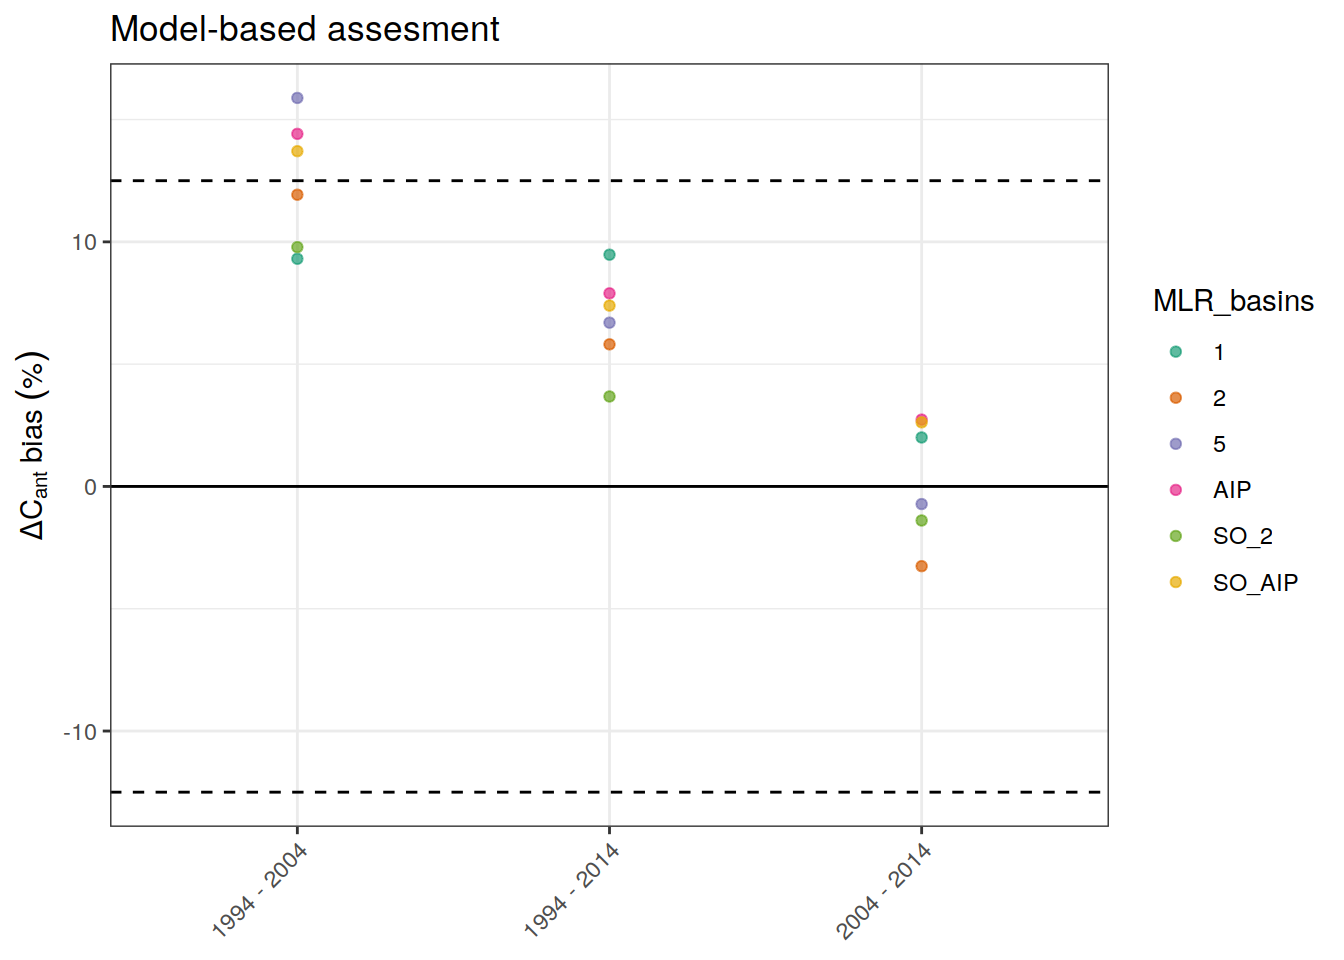 Model-based assesment
ΔCant bias (%)
10
0
-10
1994 - 2004
1994 - 2014
2004 - 2014
MLR_basins
1
2
5
AIP
SO_2
SO_AIP